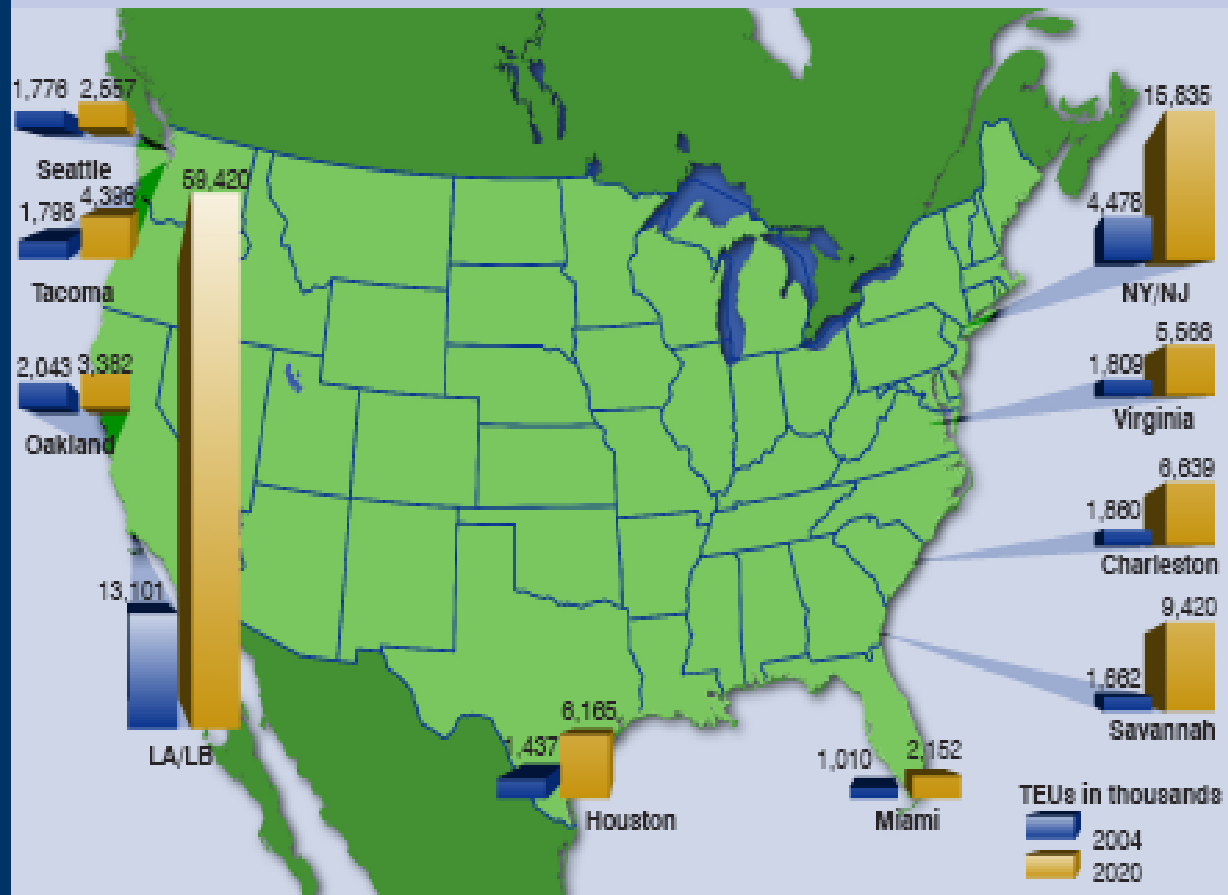 1,776 2,557
Seattle
1,798 4,396
Tacoma
2,043 3,382
Oakland
13,101 59,420
LA/LB
1,437 6,165
Houston
1,010 2,152
Miami
4,478 15,835
NY/NJ
1,809 5,566
Virginia
1,860 6,639
Charleston
1,662 9,420
Savannah
TEUs in thousands
2004
2020